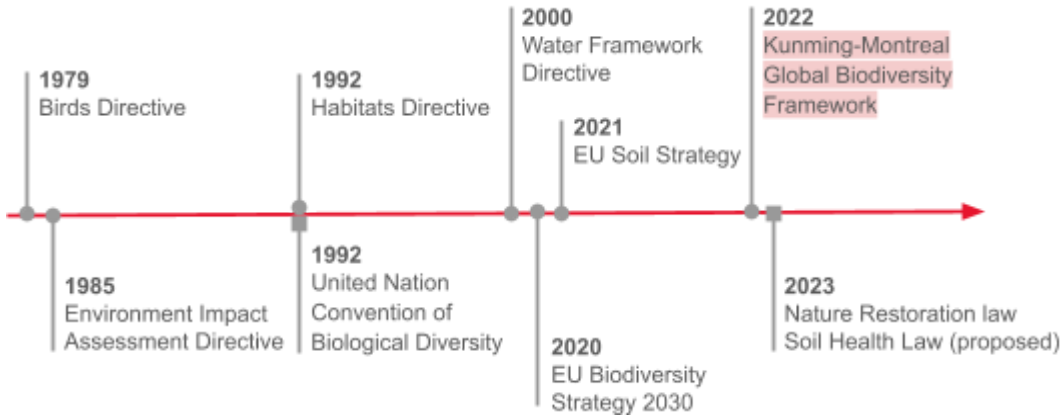 1979
Birds Directive
1985
Environment Impact
Assessment Directive
1992
Habitats Directive
1992
United Nation
Convention of
Biological Diversity
2000
Water Framework
Directive
2020
EU Biodiversity
Strategy 2030
2021
EU Soil Strategy
2022
Kunming-Montreal
Global Biodiversity
Framework
2023
Nature Restoration law
Soil Health Law (proposed)